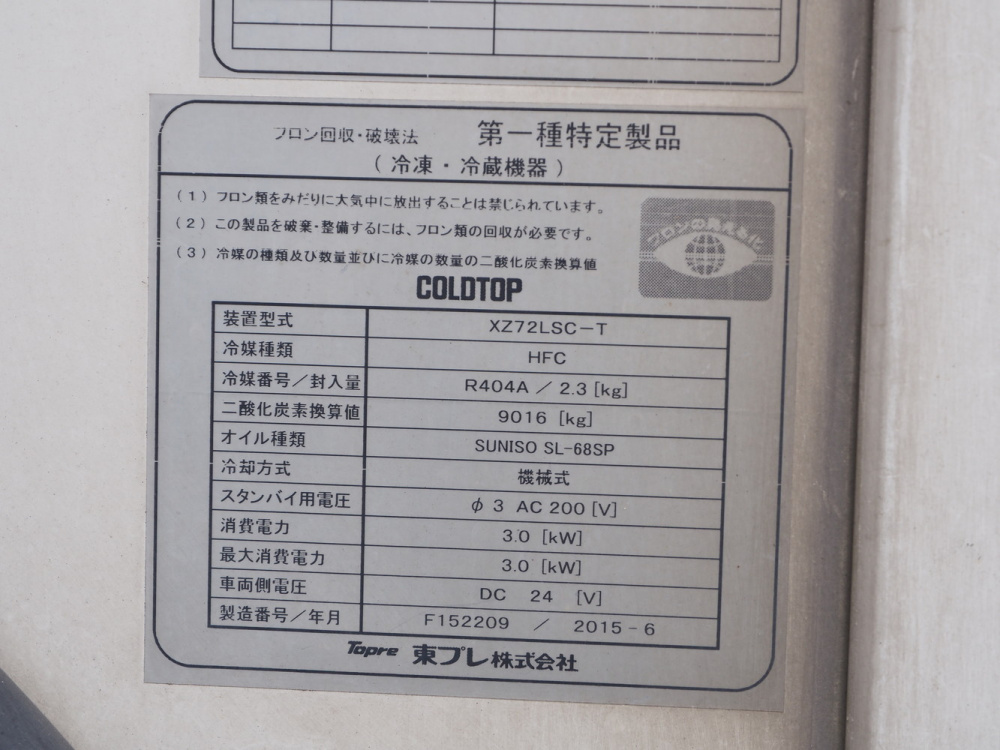 フロン回収・破壊法 第一種特定製品
(冷凍・冷蔵機器)
(1) フロン類をみだりに大気中に放出することは禁じられています。
(2) この製品を破棄・整備するには、フロン類の回収が必要です。
(3) 冷媒の種類及び数量並びに冷媒の数量の二酸化炭素換算値
フロンの見える化
COLDTOP
装置型式 XZ72LSC-T
冷媒種類 HFC
冷媒番号/封入量 R404A / 2.3 [kg]
二酸化炭素換算値 9016 [kg]
オイル種類 SUNISO SL-68SP
冷却方式 機械式
スタンバイ用電圧 φ 3 AC 200 [V]
消費電力 3.0 [kW]
最大消費電力 3.0 [kW]
車両側電圧 DC 24 [V]
製造番号/年月 F152209 / 2015-6
Topre 東プレ株式会社